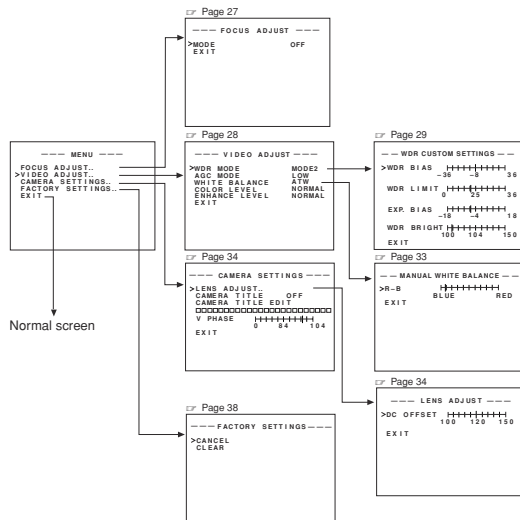 ☞ Page 27
——— FOCUS ADJUST ———
>MODE OFF
EXIT
——— MENU ———
FOCUS ADJUST..
>VIDEO ADJUST..
CAMERA SETTINGS..
FACTORY SETTINGS..
EXIT
Normal screen
☞ Page 28
——— VIDEO ADJUST ———
>WDR MODE MODE2
AGC MODE LOW
WHITE BALANCE ATW
COLOR LEVEL NORMAL
ENHANCE LEVEL NORMAL
EXIT
☞ Page 29
—— WDR CUSTOM SETTINGS ——
>WDR BIAS
−36 −8 36
WDR LIMIT
0 25 36
EXP. BIAS
−18 −4 18
WDR BRIGHT
100 104 150
EXIT
☞ Page 34
——— CAMERA SETTINGS ———
>LENS ADJUST..
CAMERA TITLE OFF
CAMERA TITLE EDIT
□□□□□□□□□□□□□□□□□□□□
V PHASE
0 84 104
EXIT
☞ Page 33
—— MANUAL WHITE BALANCE ——
>R−B
BLUE RED
EXIT
☞ Page 34
——— LENS ADJUST ———
>DC OFFSET
100 120 150
EXIT
☞ Page 38
——— FACTORY SETTINGS ———
>CANCEL
CLEAR